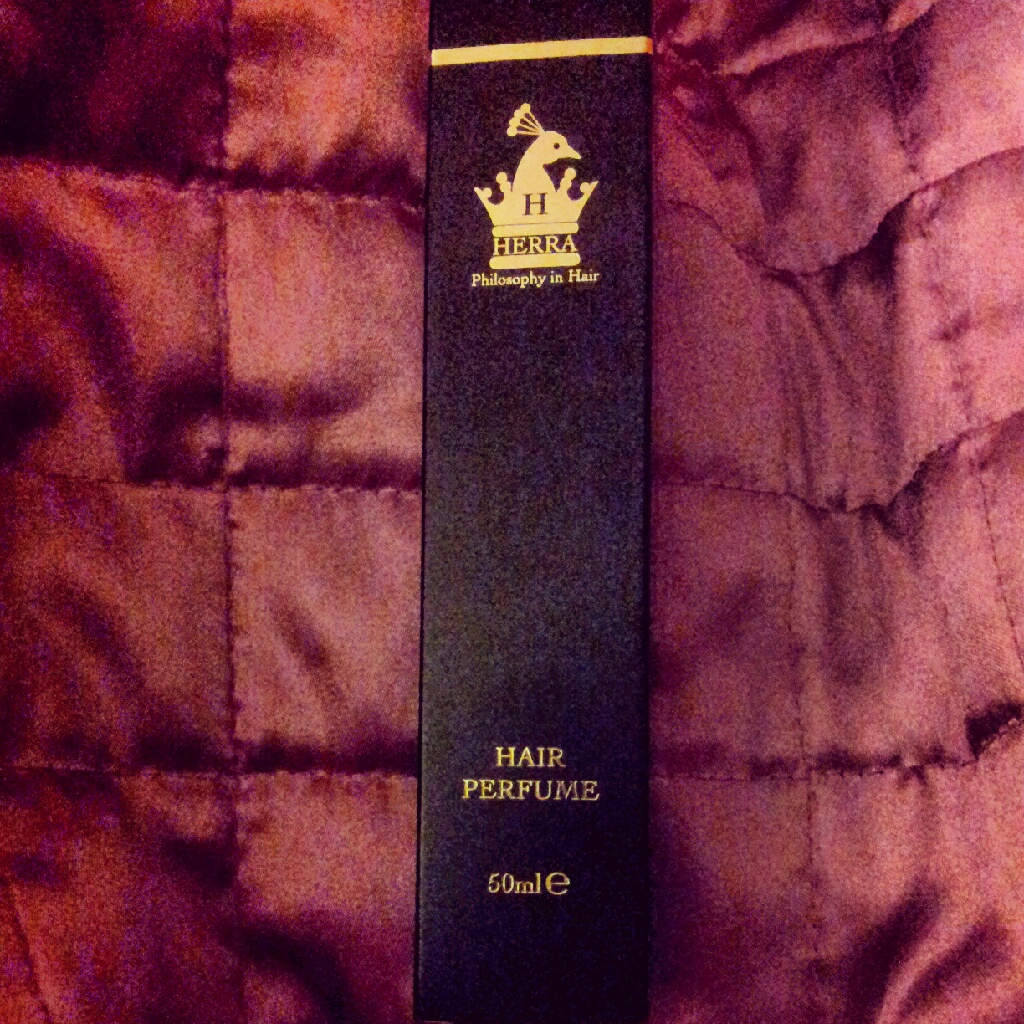 H
HERRA
Philosophy in Hair
HAIR
PERFUME
50ml℮